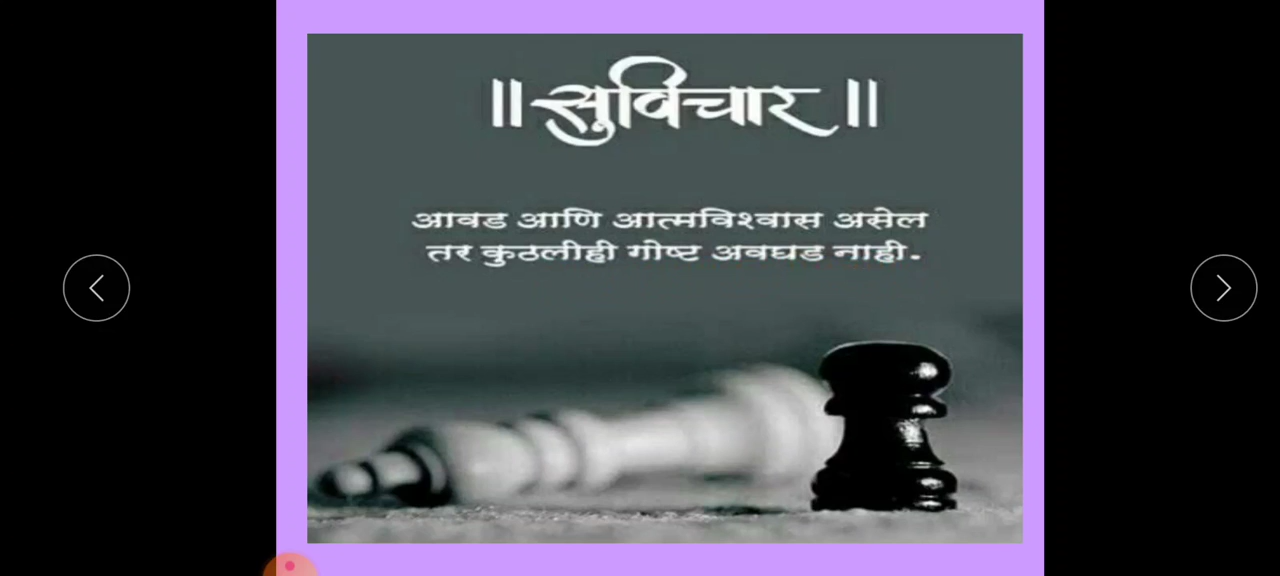 ॥ सुविचार ॥
आवड आणि आत्मविश्वास असेल
तर कुठलीही गोष्ट अवघड नाही.